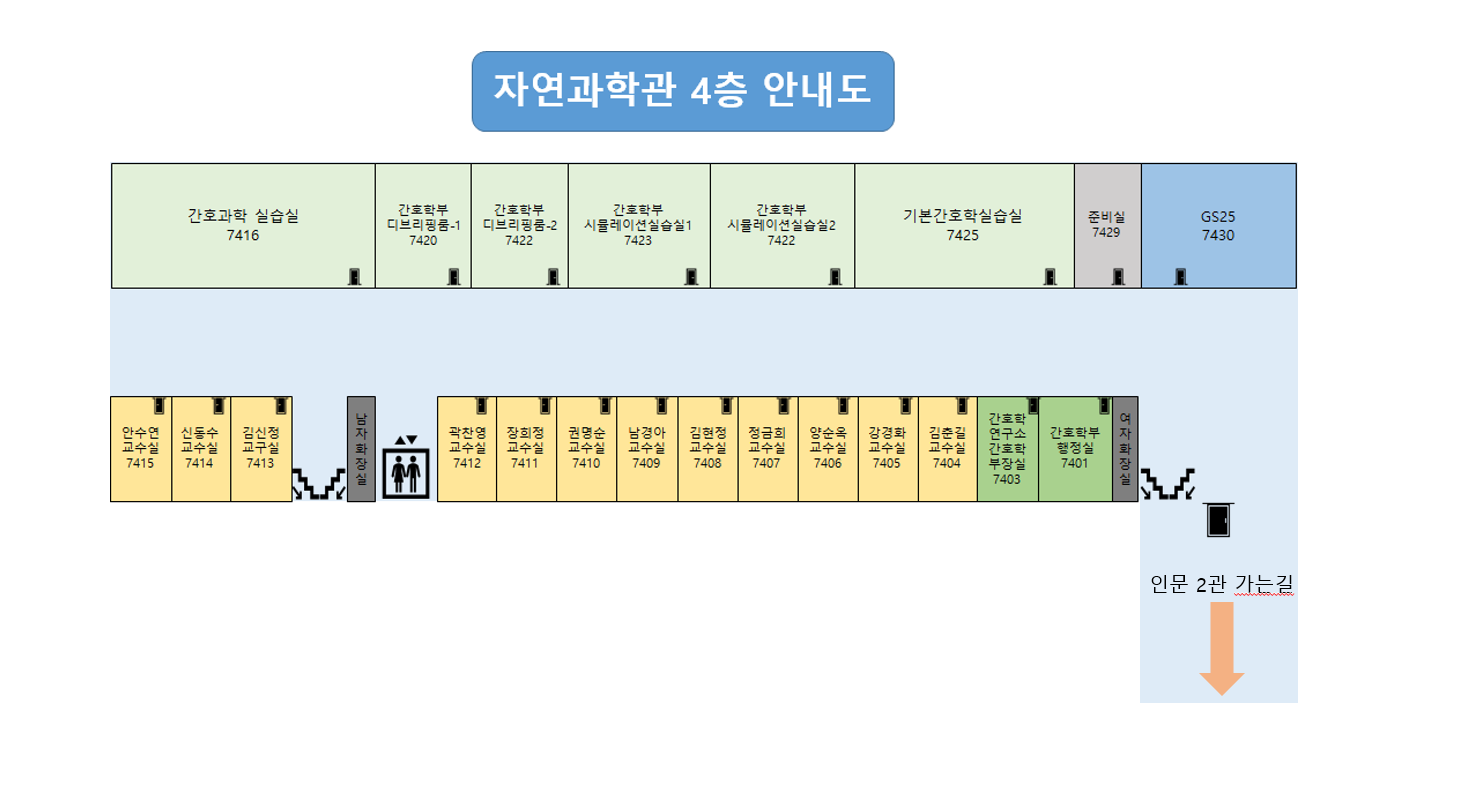 자연과학관 4층 안내도
간호과학 실습실
7416
간호학부
디브리핑룸-1
7420
간호학부
디브리핑룸-2
7422
간호학부
시뮬레이션실습실1
7423
간호학부
시뮬레이션실습실2
7422
기본간호학실습실
7425
준비실
7429
GS25
7430
안수연
교수실
7415
신동수
교수실
7414
김신정
교구실
7413
남
자
화
장
실
곽찬영
교수실
7412
장희정
교수실
7411
권명순
교수실
7410
남경아
교수실
7409
김현정
교수실
7408
정금희
교수실
7407
양순옥
교수실
7406
강경화
교수실
7405
김춘길
교수실
7404
간호학
연구소
간호학
부장실
7403
간호학부
행정실
7401
여
자
화
장
실
인문 2관 가는길